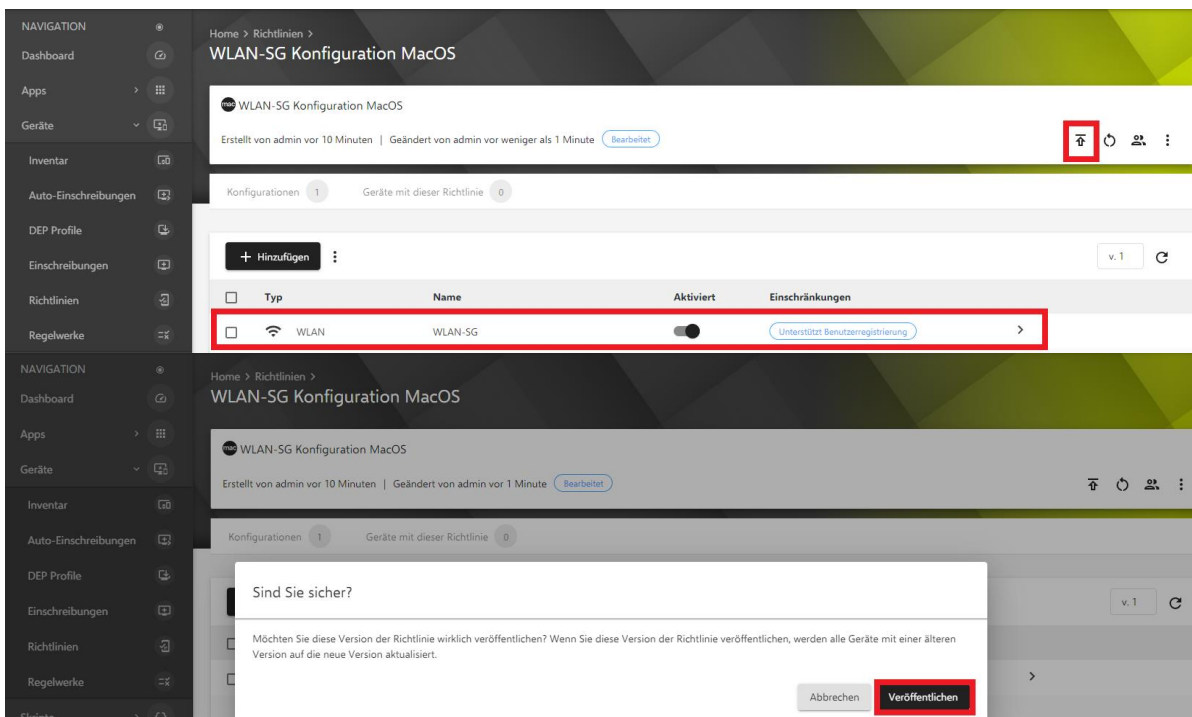 NAVIGATION
Dashboard
Apps
Geräte
Inventar
Auto-Einschreibungen
DEP Profile
Einschreibungen
Richtlinien
Regelwerke
Home > Richtlinien >
WLAN-SG Konfiguration MacOS
mac WLAN-SG Konfiguration MacOS
Erstellt von admin vor 10 Minuten | Geändert von admin vor weniger als 1 Minute Bearbeitet
Konfigurationen 1 Geräte mit dieser Richtlinie 0
+ Hinzufügen v. 1
Typ Name Aktiviert Einschränkungen
WLAN WLAN-SG Unterstützt Benutzerregistrierung
NAVIGATION
Dashboard
Apps
Geräte
Inventar
Auto-Einschreibungen
DEP Profile
Einschreibungen
Richtlinien
Regelwerke
Skripte
Home > Richtlinien >
WLAN-SG Konfiguration MacOS
mac WLAN-SG Konfiguration MacOS
Erstellt von admin vor 10 Minuten | Geändert von admin vor 1 Minute Bearbeitet
Konfigurationen 1 Geräte mit dieser Richtlinie 0
v. 1
Sind Sie sicher?
Möchten Sie diese Version der Richtlinie wirklich veröffentlichen? Wenn Sie diese Version der Richtlinie veröffentlichen, werden alle Geräte mit einer älteren
Version auf die neue Version aktualisiert.
Abbrechen Veröffentlichen